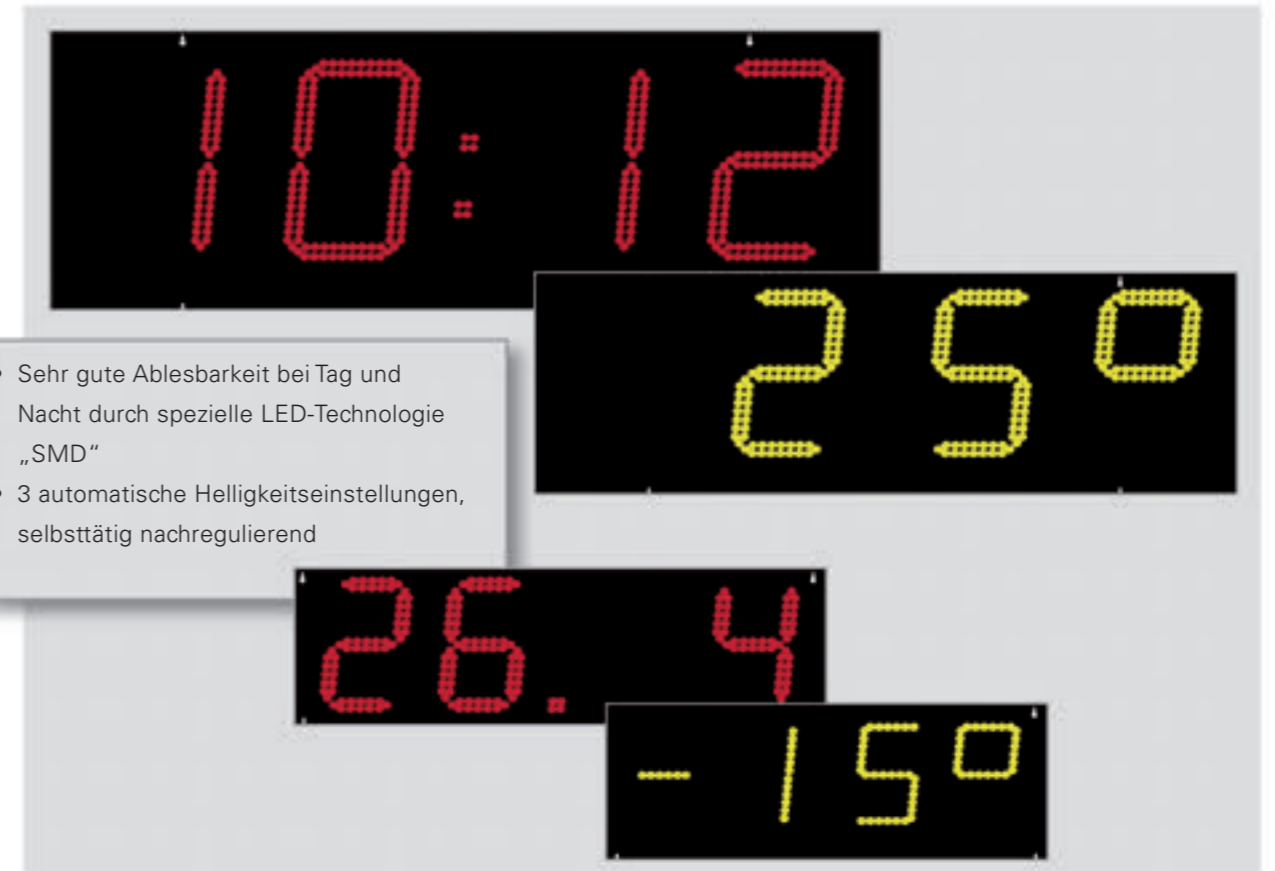 10:12
25°
• Sehr gute Ablesbarkeit bei Tag und
Nacht durch spezielle LED-Technologie
„SMD“
• 3 automatische Helligkeitseinstellungen,
selbsttätig nachregulierend
26. 4
-15°